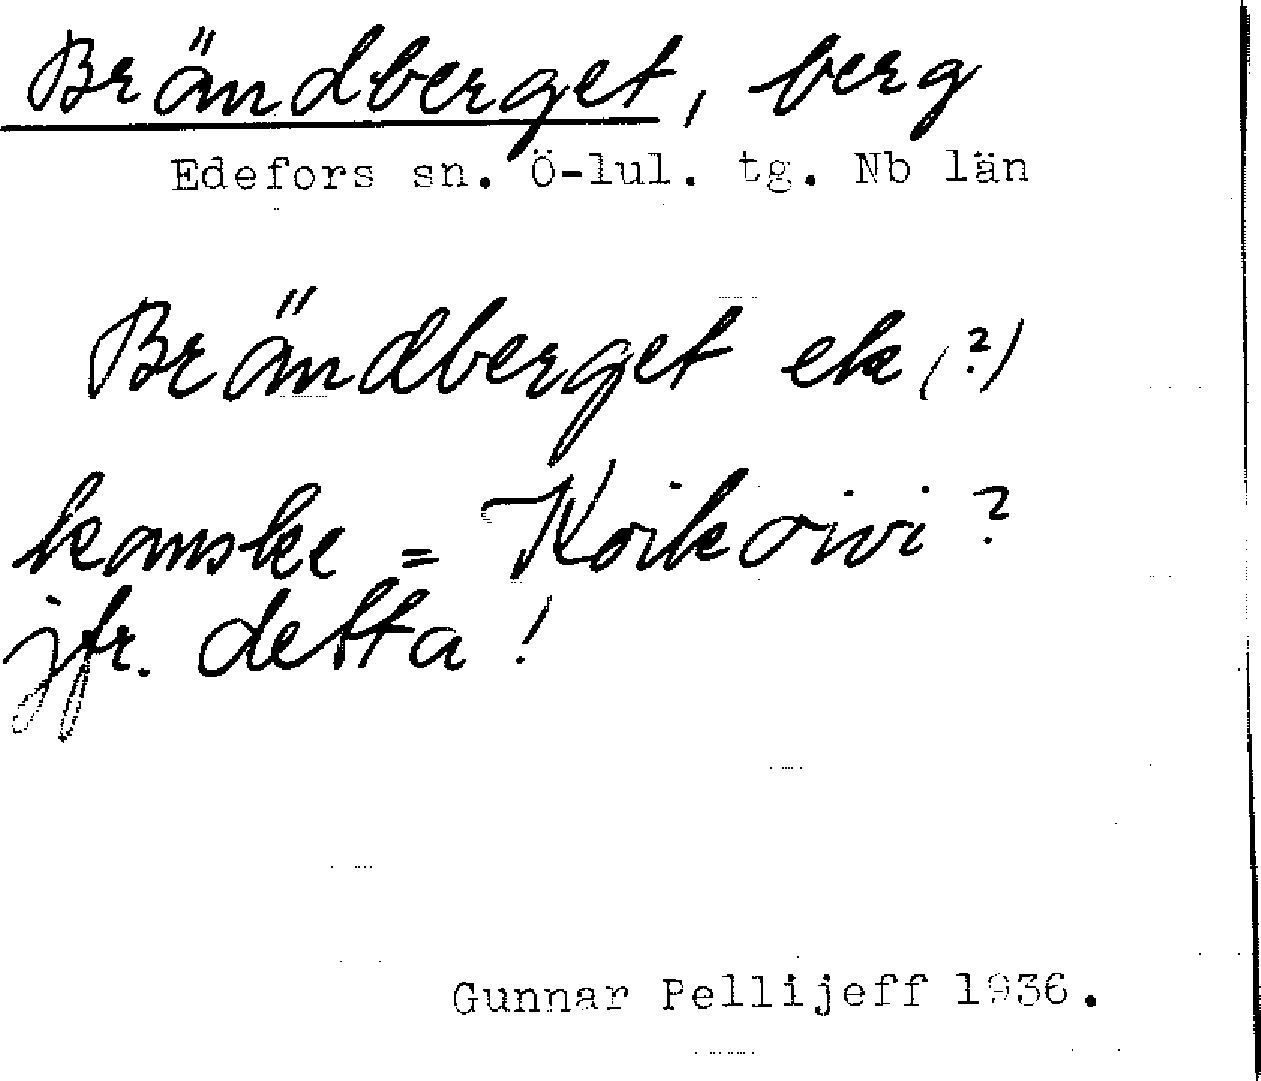 Brändberget, berg
Edefors sn. Ö-lul. tg. Nb län
Brändberget ek (?)
kanske = Koikoivi ?
jfr. detta !
Gunnar Pellijeff 1936.